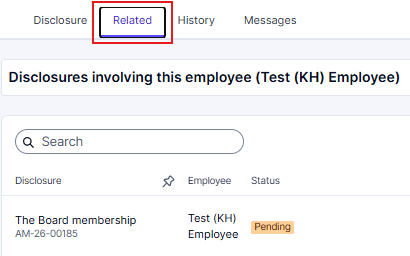 Disclosure Related History Messages
Disclosures involving this employee (Test (KH) Employee)
Search
Disclosure Employee Status
The Board membership Test (KH) Employee Pending
AM-26-00185